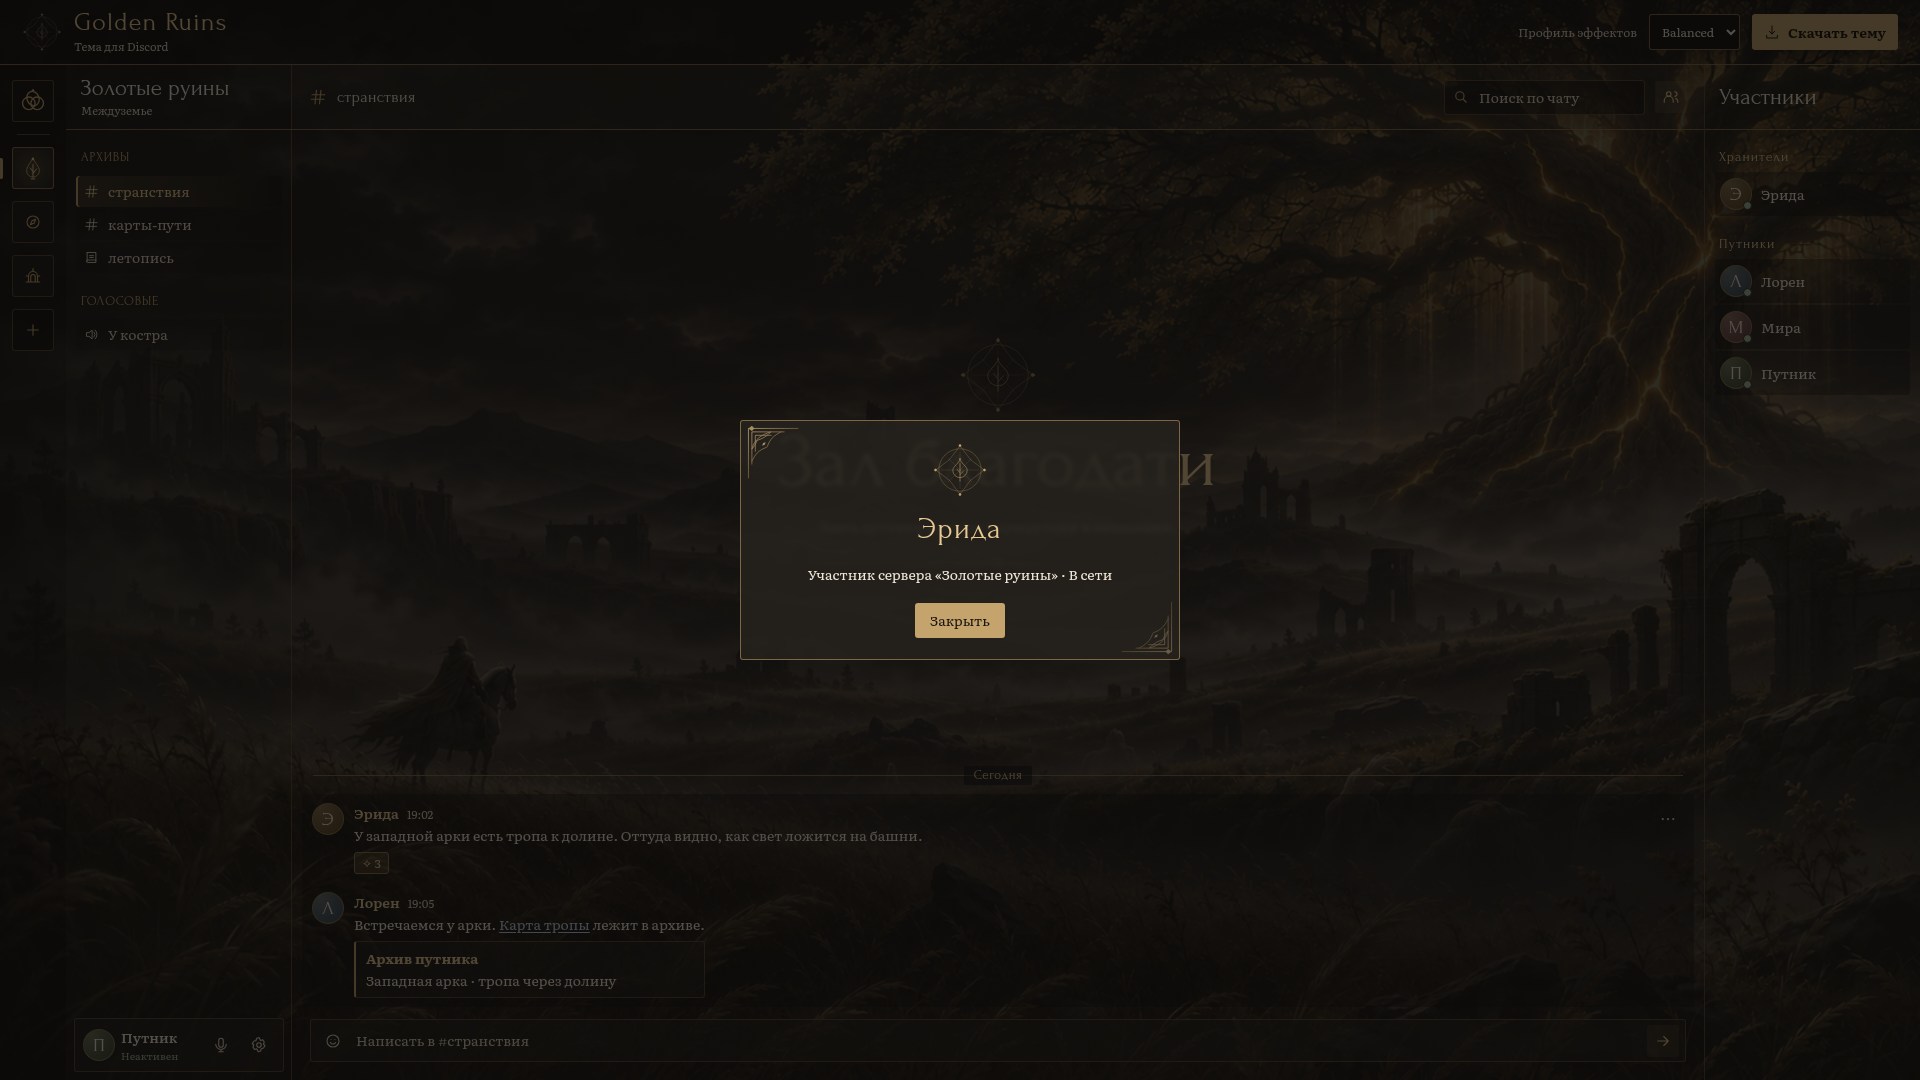 Golden Ruins
Тема для Discord
Профиль эффектов
Balanced
Скачать тему
Золотые руины
Междуземье
странствия
Поиск по чату
Участники
АРХИВЫ
странствия
карты-пути
летопись
ГОЛОСОВЫЕ
У костра
Хранители
Э
Эрида
Путники
Л
Лорен
М
Мира
П
Путник
Зал благодати
Эрида
Участник сервера «Золотые руины» · В сети
Закрыть
Сегодня
Э
Эрида 19:02
У западной арки есть тропа к долине. Оттуда видно, как свет ложится на башни.
✧ 3
Л
Лорен 19:05
Встречаемся у арки. Карта тропы лежит в архиве.
Архив путника
Западная арка · тропа через долину
П
Путник
Неактивен
Написать в #странствия